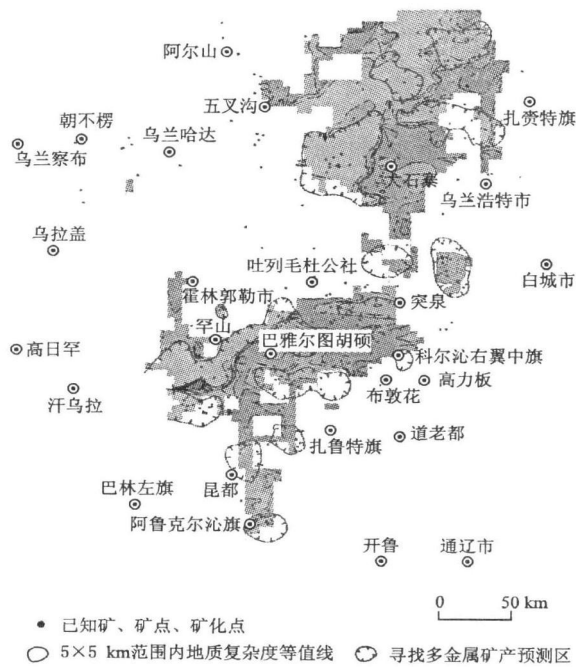 阿尔山
五叉沟
朝不楞
乌兰哈达
扎赉特旗
乌兰察布
大石寨
乌兰浩特市
乌拉盖
吐列毛杜公社
白城市
霍林郭勒市
突泉
罕山
巴雅尔图胡硕
高日罕
科尔沁右翼中旗
汗乌拉
布敦花
高力板
扎鲁特旗
道老都
巴林左旗
昆都
阿鲁克尔沁旗
开鲁
通辽市
0 50 km
已知矿、矿点、矿化点
5×5 km范围内地质复杂度等值线
寻找多金属矿产预测区